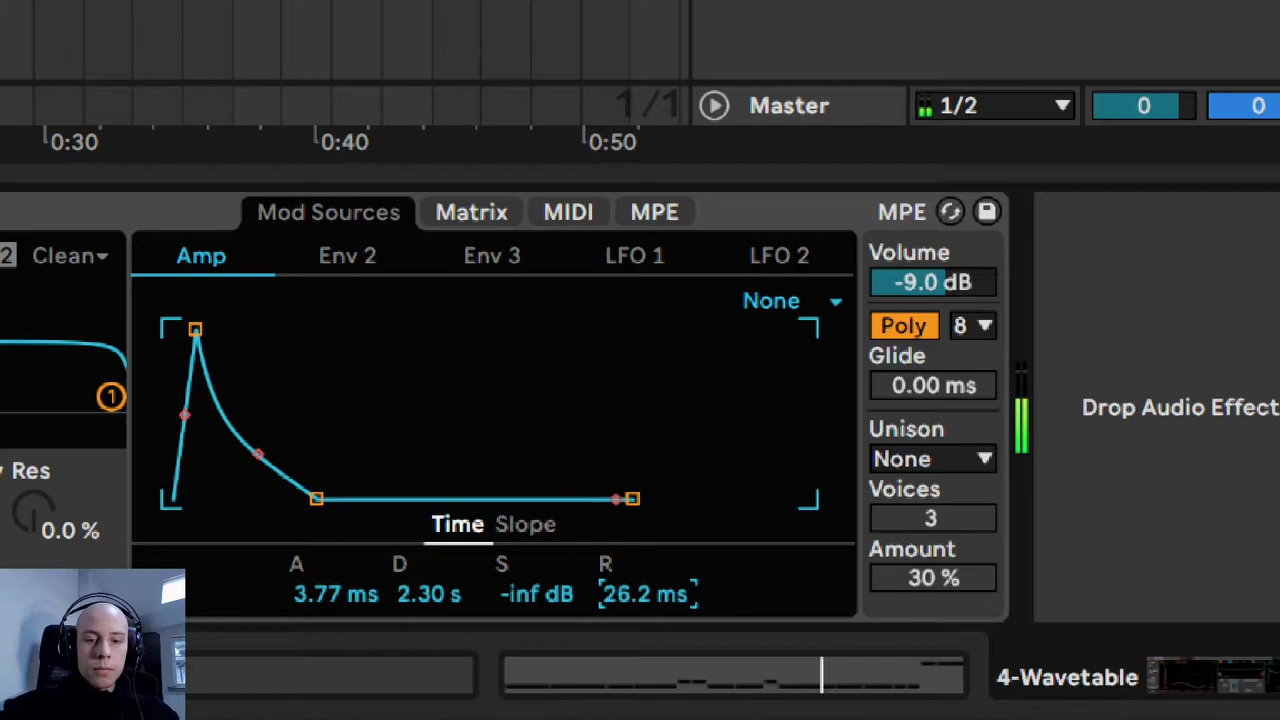 1/1
Master
1/2
0
0
0:30
0:40
0:50
Mod Sources
Matrix
MIDI
MPE
MPE
2
Clean
Amp
Env 2
Env 3
LFO 1
LFO 2
None
Volume
-9.0 dB
Poly
8
Glide
0.00 ms
Unison
None
Voices
3
Amount
30 %
1
y Res
0.0 %
Time
Slope
A
D
S
R
3.77 ms
2.30 s
-inf dB
26.2 ms
Drop Audio Effect
4-Wavetable